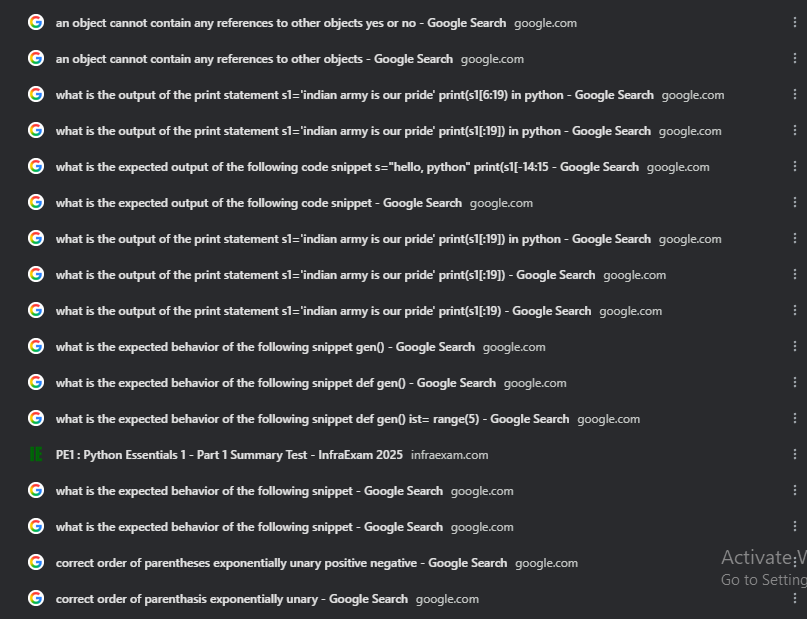 an object cannot contain any references to other objects yes or no - Google Search google.com
an object cannot contain any references to other objects - Google Search google.com
what is the output of the print statement s1='indian army is our pride' print(s1[6:19) in python - Google Search google.com
what is the output of the print statement s1='indian army is our pride' print(s1[:19]) in python - Google Search google.com
what is the expected output of the following code snippet s="hello, python" print(s1[-14:15 - Google Search google.com
what is the expected output of the following code snippet - Google Search google.com
what is the output of the print statement s1='indian army is our pride' print(s1[:19]) in python - Google Search google.com
what is the output of the print statement s1='indian army is our pride' print(s1[:19]) - Google Search google.com
what is the output of the print statement s1='indian army is our pride' print(s1[:19) - Google Search google.com
what is the expected behavior of the following snippet gen() - Google Search google.com
what is the expected behavior of the following snippet def gen() - Google Search google.com
what is the expected behavior of the following snippet def gen() ist= range(5) - Google Search google.com
IE PE1 : Python Essentials 1 - Part 1 Summary Test - InfraExam 2025 infraexam.com
what is the expected behavior of the following snippet - Google Search google.com
what is the expected behavior of the following snippet - Google Search google.com
correct order of parentheses exponentially unary positive negative - Google Search google.com
correct order of parenthasis exponentially unary - Google Search google.com
Activate W
Go to Setting